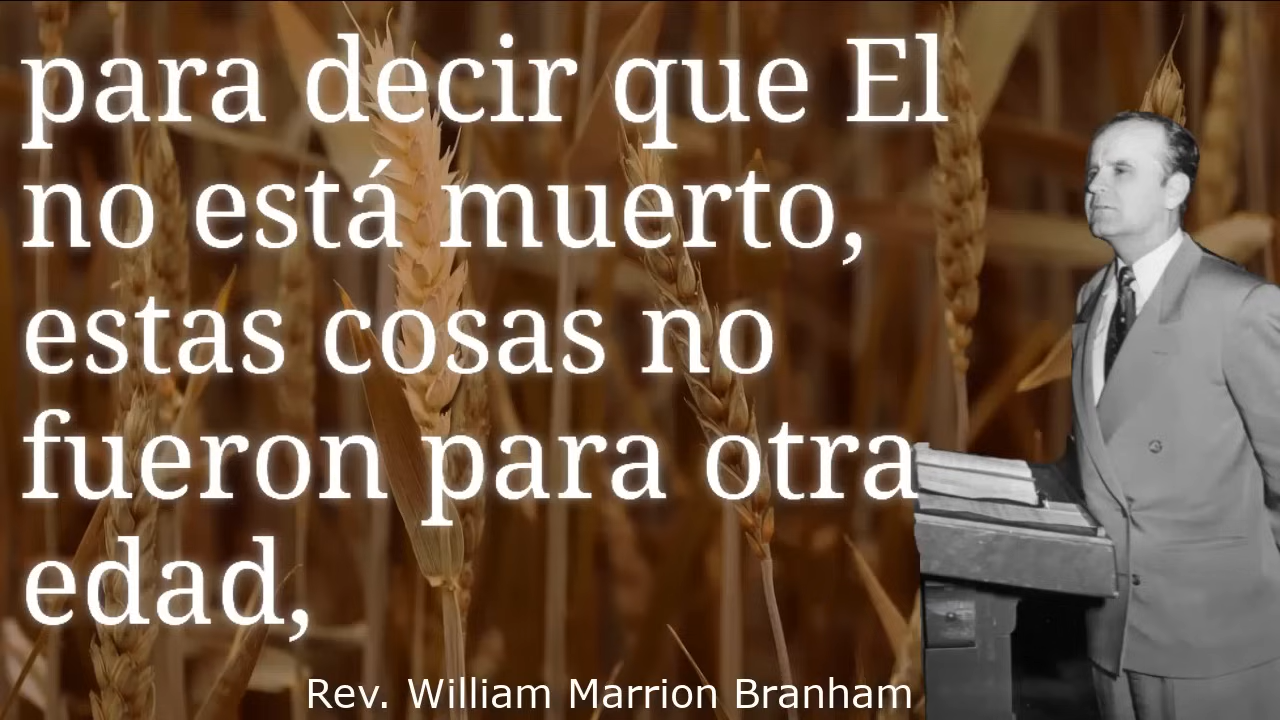 para decir que El
no está muerto,
estas cosas no
fueron para otra
edad,
Rev. William Marrion Branham